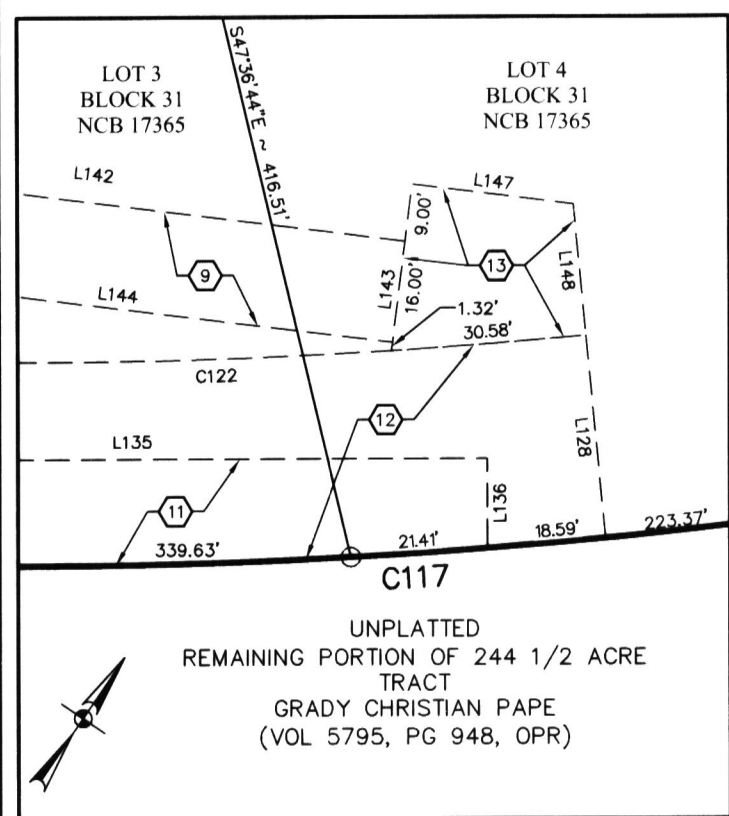 LOT 3
BLOCK 31
NCB 17365
S47°36'44"E ~ 416.51'
LOT 4
BLOCK 31
NCB 17365
L142
L147
9.00'
13
L143
16.00'
L148
9
L144
1.32'
30.58'
C122
12
L135
L128
11
L136
339.63'
21.41'
18.59'
223.37'
C117
UNPLATTED
REMAINING PORTION OF 244 1/2 ACRE
TRACT
GRADY CHRISTIAN PAPE
(VOL 5795, PG 948, OPR)